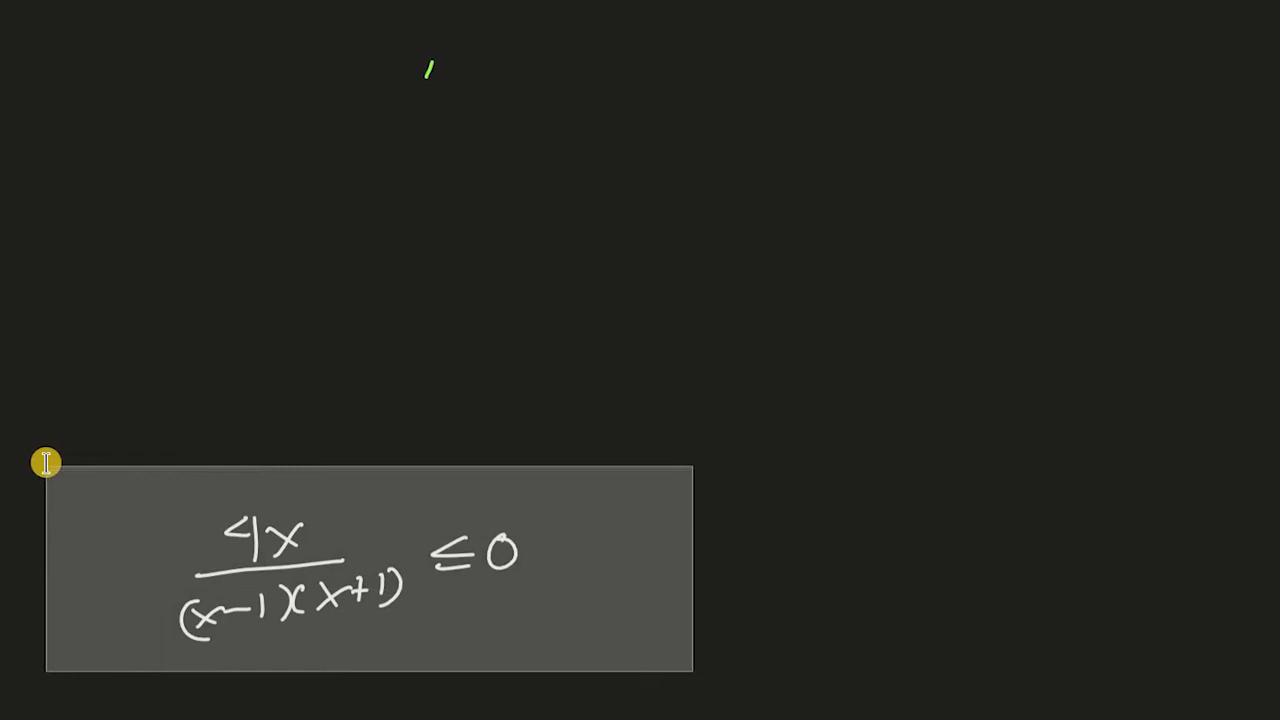 4x
——— ≤ 0
(x-1)(x+1)